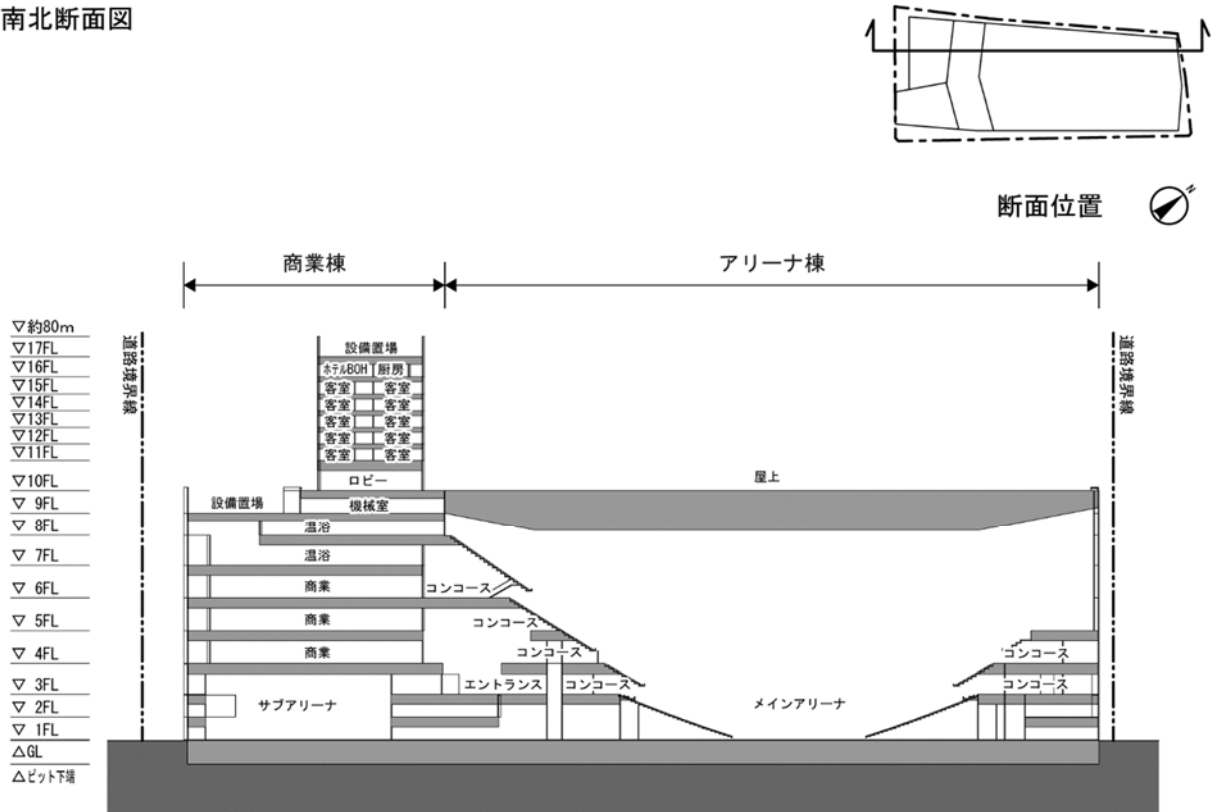 南北断面図
断面位置
N
商業棟
アリーナ棟
▽約80m
▽17FL
▽16FL
▽15FL
▽14FL
▽13FL
▽12FL
▽11FL
▽10FL
▽ 9FL
▽ 8FL
▽ 7FL
▽ 6FL
▽ 5FL
▽ 4FL
▽ 3FL
▽ 2FL
▽ 1FL
△GL
△ピット下端
道路境界線
道路境界線
設備置場
ホテルBOH 厨房
客室 客室
客室 客室
客室 客室
客室 客室
客室 客室
ロビー
屋上
設備置場
機械室
温浴
温浴
商業
コンコース
商業
コンコース
商業
コンコース
コンコース
エントランス
コンコース
コンコース
サブアリーナ
メインアリーナ